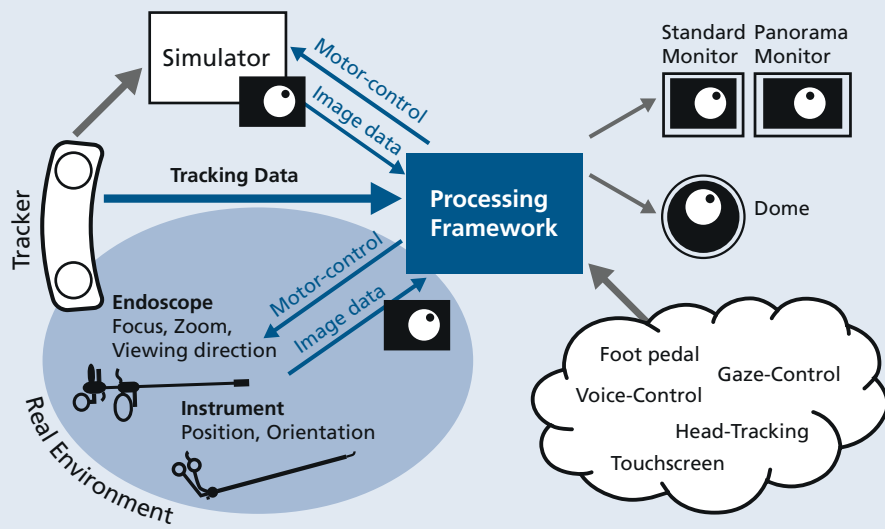 Simulator
Motor-control
Image data
Standard
Monitor
Panorama
Monitor
Tracker
Tracking Data
Processing
Framework
Dome
Motor-control
Image data
Endoscope
Focus, Zoom,
Viewing direction
Instrument
Position, Orientation
Real Environment
Foot pedal
Gaze-Control
Voice-Control
Head-Tracking
Touchscreen